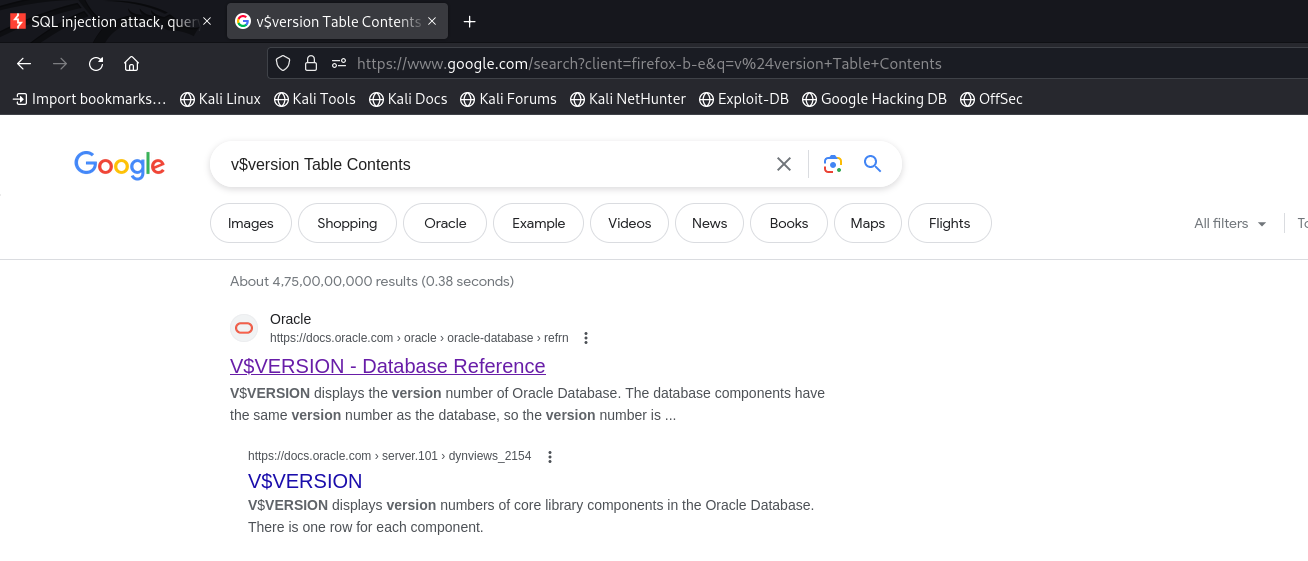 SQL injection attack, quer
v$version Table Contents
https://www.google.com/search?client=firefox-b-e&q=v%24version+Table+Contents
Import bookmarks… Kali Linux Kali Tools Kali Docs Kali Forums Kali NetHunter Exploit-DB Google Hacking DB OffSec
Google
v$version Table Contents
Images Shopping Oracle Example Videos News Books Maps Flights All filters
About 4,75,00,00,000 results (0.38 seconds)
Oracle
https://docs.oracle.com › oracle › oracle-database › refrn
V$VERSION - Database Reference
V$VERSION displays the version number of Oracle Database. The database components have
the same version number as the database, so the version number is ...
https://docs.oracle.com › server.101 › dynviews_2154
V$VERSION
V$VERSION displays version numbers of core library components in the Oracle Database.
There is one row for each component.